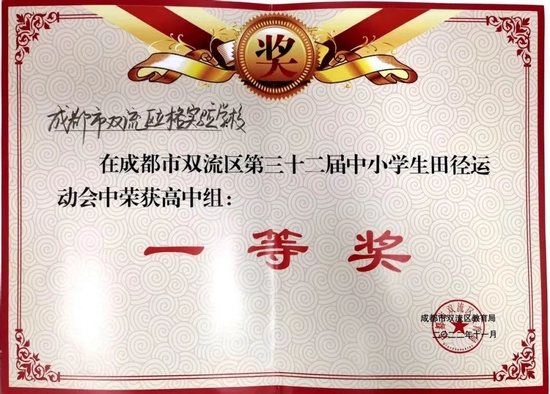 奖
成都市双流区立格实验学校
在成都市双流区第三十二届中小学生田径运
动会中荣获高中组：
一等奖
成都市双流区教育局
二〇二二年十一月